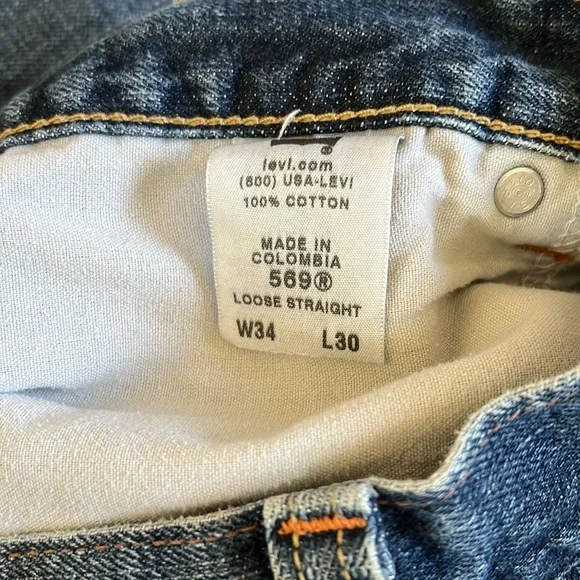 ®
levi.com
(800) USA-LEVI
100% COTTON
MADE IN
COLOMBIA
569®
LOOSE STRAIGHT
W34 L30